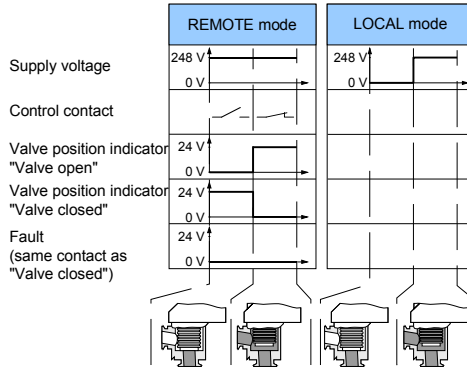 REMOTE mode
LOCAL mode
Supply voltage
248 V
0 V
248 V
0 V
Control contact
Valve position indicator
"Valve open"
24 V
0 V
Valve position indicator
"Valve closed"
24 V
0 V
Fault
(same contact as
"Valve closed")
24 V
0 V